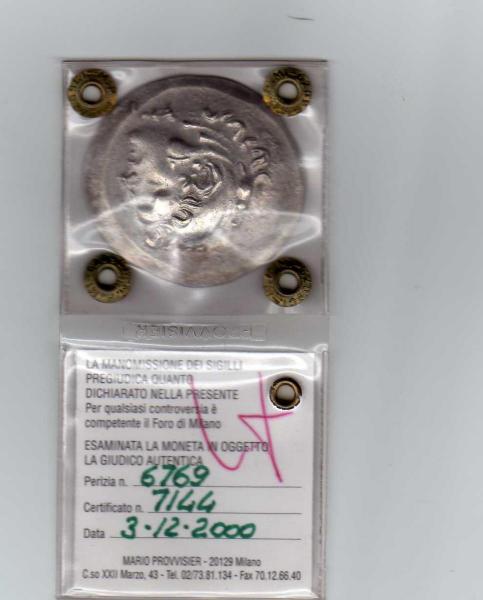 PROVVISIER
LA MANOMISSIONE DEI SIGILLI
PREGIUDICA QUANTO
DICHIARATO NELLA PRESENTE
Per qualsiasi controversia è
competente il Foro di Milano
ESAMINATA LA MONETA IN OGGETTO
LA GIUDICO AUTENTICA
Perizia n. 6769
Certificato n. 7144
Data 3-12-2000
MARIO PROVVISIER - 20129 Milano
C.so XXII Marzo, 43 - Tel. 02/73.81.134 - Fax 70.12.66.40